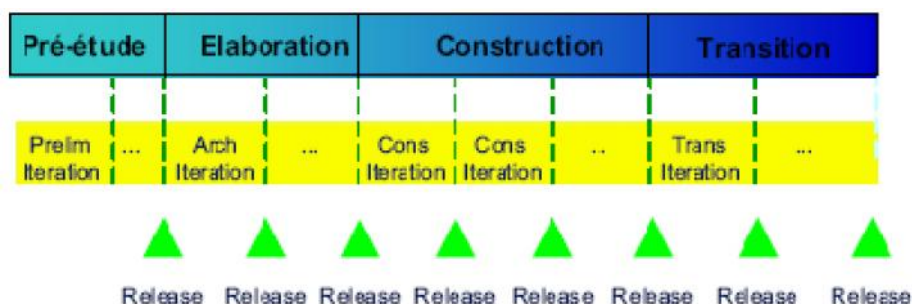 Pré-étude Elaboration Construction Transition
Prelim ... Arch ... Cons Cons .. Trans ...
Iteration Iteration Iteration Iteration Iteration
Release Release Release Release Release Release Release Release